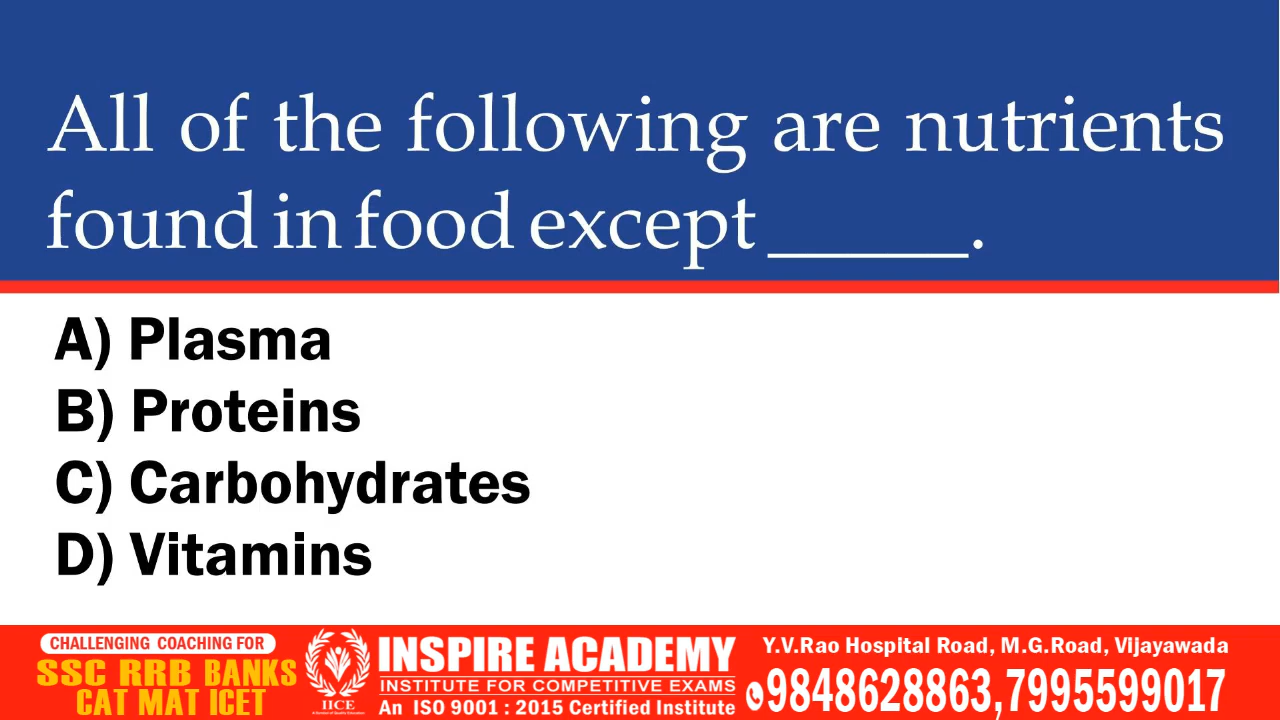 All of the following are nutrients
found in food except ______.
A) Plasma
B) Proteins
C) Carbohydrates
D) Vitamins
CHALLENGING COACHING FOR
SSC RRB BANKS
CAT MAT ICET
IICE
INSPIRE ACADEMY
INSTITUTE FOR COMPETITIVE EXAMS
An ISO 9001 : 2015 Certified Institute
Y.V.Rao Hospital Road, M.G.Road, Vijayawada
9848628863,7995599017